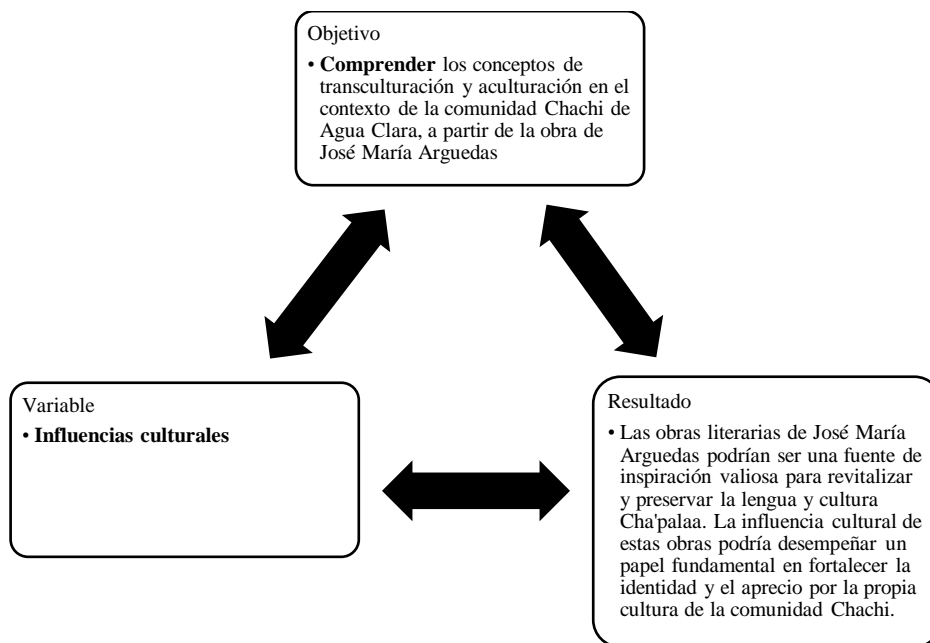 Objetivo
• Comprender los conceptos de
transculturación y aculturación en el
contexto de la comunidad Chachi de
Agua Clara, a partir de la obra de
José María Arguedas
Variable
• Influencias culturales
Resultado
• Las obras literarias de José María
Arguedas podrían ser una fuente de
inspiración valiosa para revitalizar
y preservar la lengua y cultura
Cha'palaa. La influencia cultural de
estas obras podría desempeñar un
papel fundamental en fortalecer la
identidad y el aprecio por la propia
cultura de la comunidad Chachi.